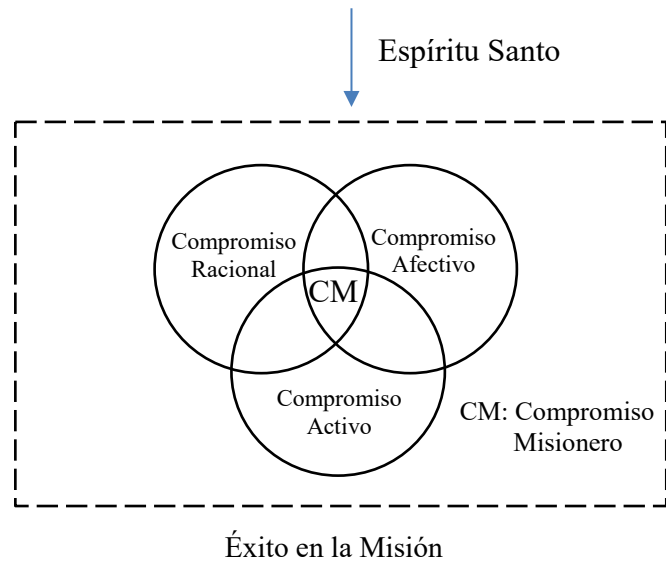 Espíritu Santo
Compromiso
Racional
Compromiso
Afectivo
CM
Compromiso
Activo
CM: Compromiso
Misionero
Éxito en la Misión